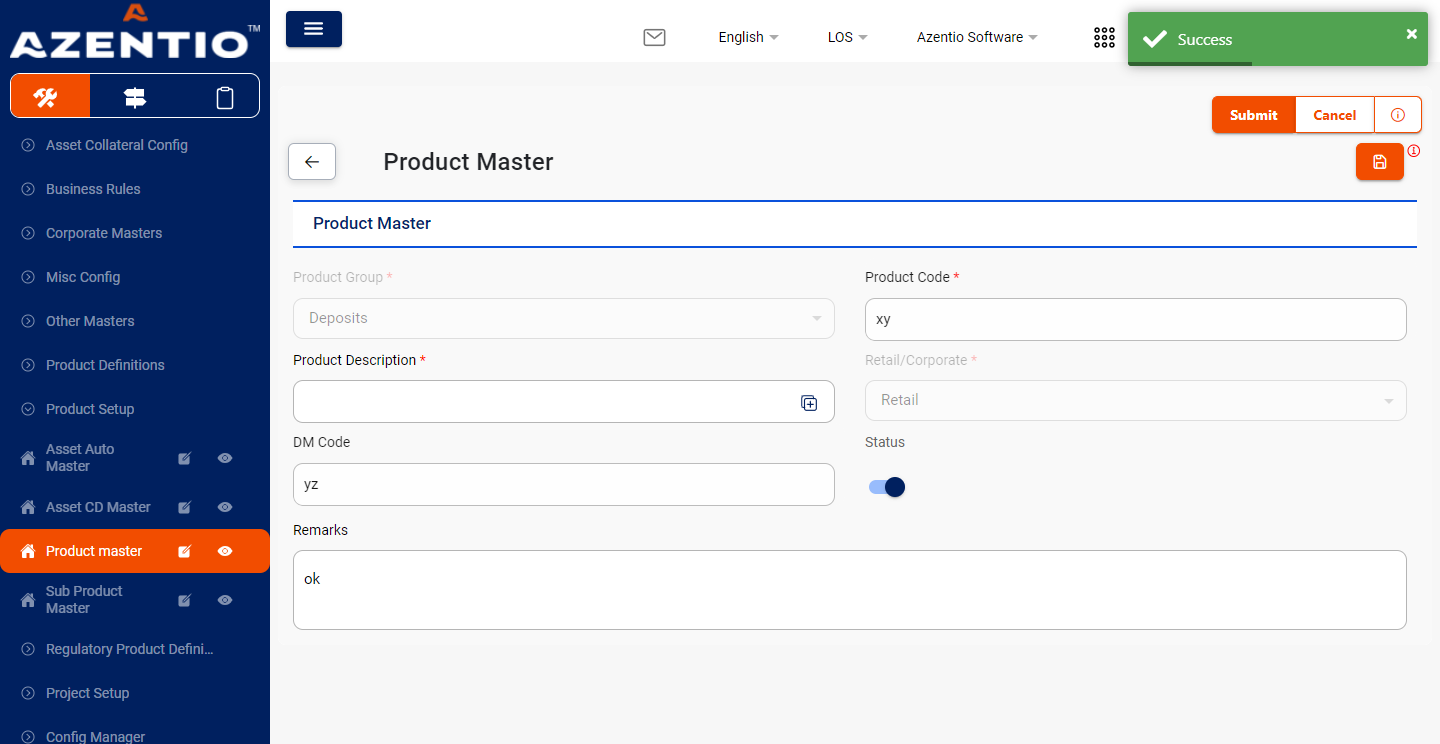 AZENTIO™
English
LOS
Azentio Software
Success
Submit
Cancel
Product Master
Product Master
Product Group *
Deposits
Product Code *
xy
Product Description *
Retail/Corporate *
Retail
DM Code
yz
Status
Remarks
ok
Asset Collateral Config
Business Rules
Corporate Masters
Misc Config
Other Masters
Product Definitions
Product Setup
Asset Auto
Master
Asset CD Master
Product master
Sub Product
Master
Regulatory Product Defini...
Project Setup
Config Manager